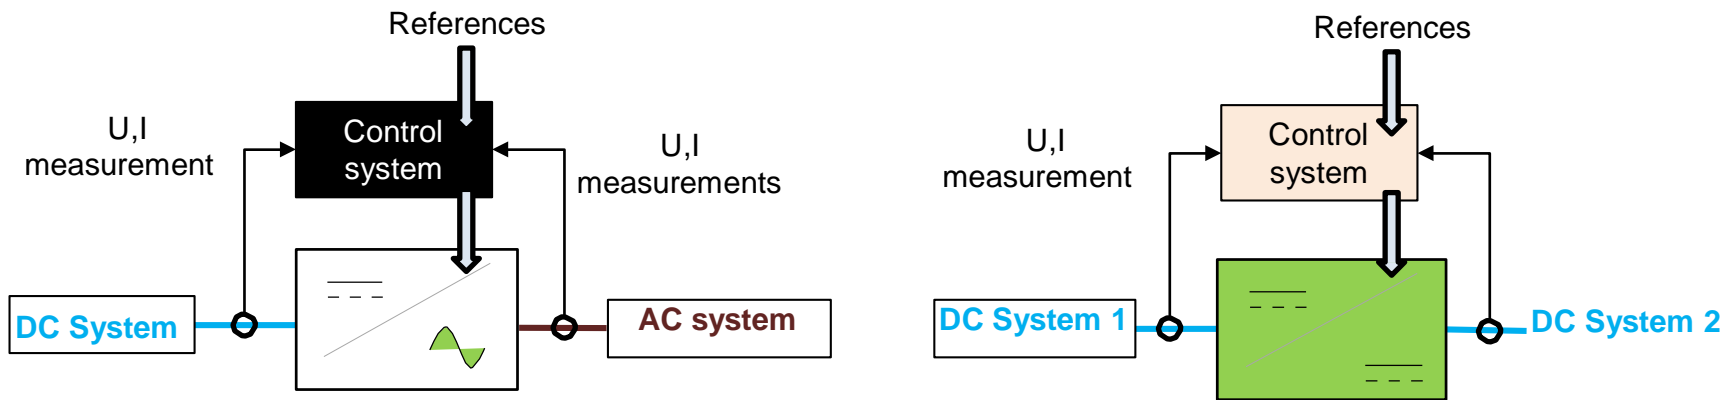 References
U,I
measurement
Control
system
U,I
measurements
DC System
AC system
References
U,I
measurement
Control
system
DC System 1
DC System 2